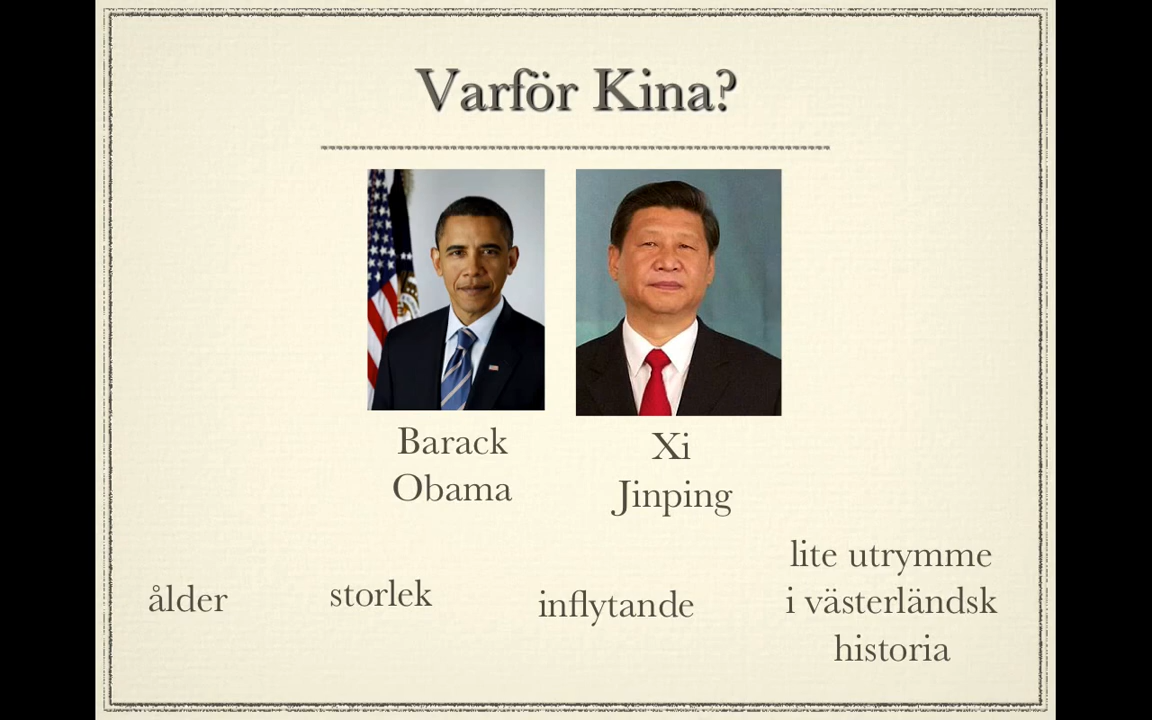 Varför Kina?
Barack
Obama
Xi
Jinping
ålder
storlek
inflytande
lite utrymme
i västerländsk
historia